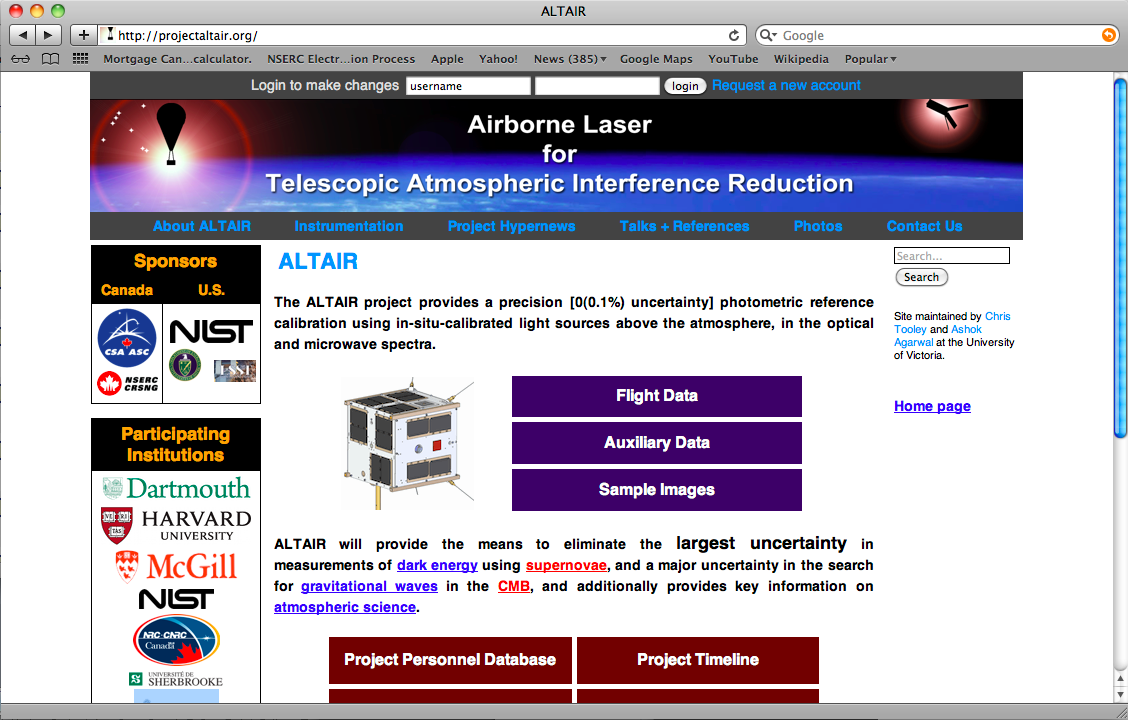 ALTAIR
http://projectaltair.org/
Google
Mortgage Can...calculator.
NSERC Electr...ion Process
Apple
Yahoo!
News (385)
Google Maps
YouTube
Wikipedia
Popular
Login to make changes
username
login
Request a new account
Airborne Laser
for
Telescopic Atmospheric Interference Reduction
About ALTAIR
Instrumentation
Project Hypernews
Talks + References
Photos
Contact Us
Sponsors
Canada
U.S.
CSA ASC
NSERC
CRSNG
NIST
Participating
Institutions
Dartmouth
VE RI
TAS
HARVARD
UNIVERSITY
McGill
NIST
NRC·CNRC
Canada
UNIVERSITÉ DE
SHERBROOKE
ALTAIR
The ALTAIR project provides a precision [0(0.1%) uncertainty] photometric reference
calibration using in-situ-calibrated light sources above the atmosphere, in the optical
and microwave spectra.
Flight Data
Auxiliary Data
Sample Images
ALTAIR will provide the means to eliminate the largest uncertainty in
measurements of dark energy using supernovae, and a major uncertainty in the search
for gravitational waves in the CMB, and additionally provides key information on
atmospheric science.
Project Personnel Database
Project Timeline
Search...
Search
Site maintained by Chris
Tooley and Ashok
Agarwal at the University
of Victoria.
Home page